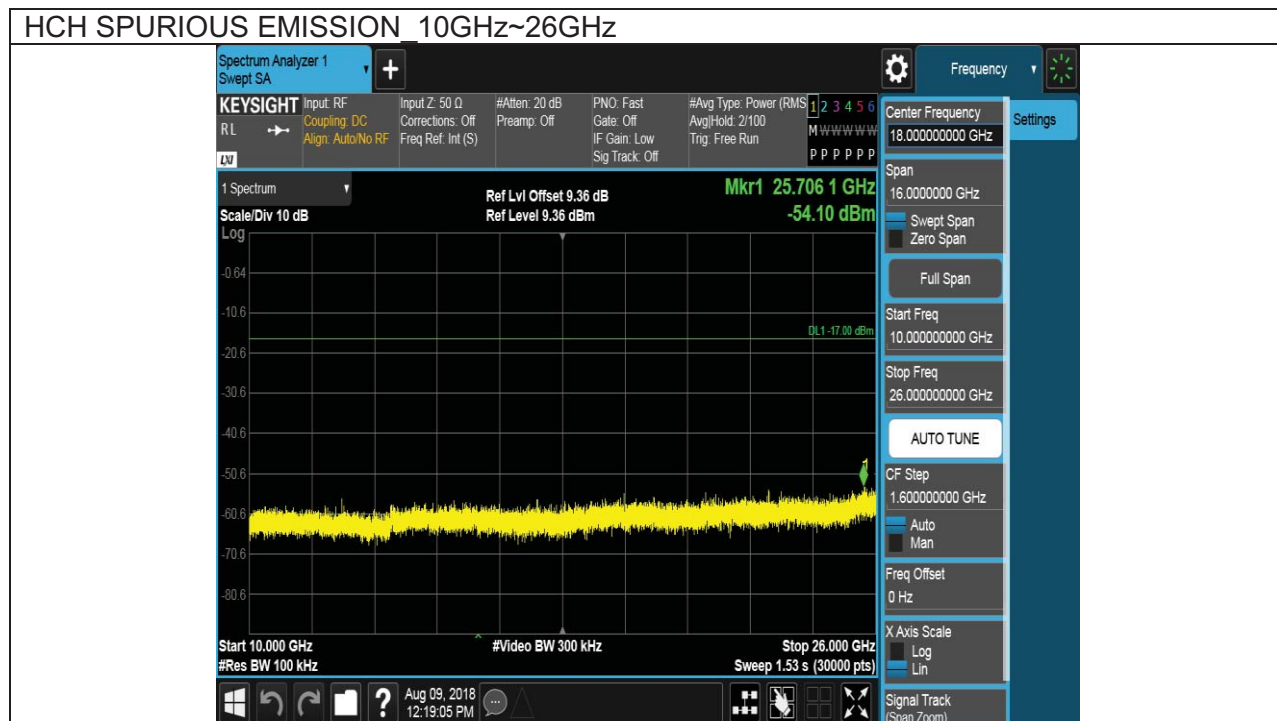 HCH SPURIOUS EMISSION_10GHz~26GHz
Spectrum Analyzer 1
Swept SA
+
Frequency
KEYSIGHT
RL
LXI
Input: RF
Coupling: DC
Align: Auto/No RF
Input Z: 50 Ω
Corrections: Off
Freq Ref: Int (S)
#Atten: 20 dB
Preamp: Off
PNO: Fast
Gate: Off
IF Gain: Low
Sig Track: Off
#Avg Type: Power (RMS
Avg|Hold: 2/100
Trig: Free Run
1 2 3 4 5 6
M W W W W W
P P P P P P
1 Spectrum
Scale/Div 10 dB
Ref Lvl Offset 9.36 dB
Ref Level 9.36 dBm
Mkr1 25.706 1 GHz
-54.10 dBm
Log
-0.64
-10.6
DL1 -17.00 dBm
-20.6
-30.6
-40.6
-50.6
1
-60.6
-70.6
-80.6
Start 10.000 GHz
#Video BW 300 kHz
Stop 26.000 GHz
#Res BW 100 kHz
Sweep 1.53 s (30000 pts)
?
Aug 09, 2018
12:19:05 PM
Center Frequency
18.000000000 GHz
Settings
Span
16.0000000 GHz
Swept Span
Zero Span
Full Span
Start Freq
10.000000000 GHz
Stop Freq
26.000000000 GHz
AUTO TUNE
CF Step
1.600000000 GHz
Auto
Man
Freq Offset
0 Hz
X Axis Scale
Log
Lin
Signal Track
(Span Zoom)